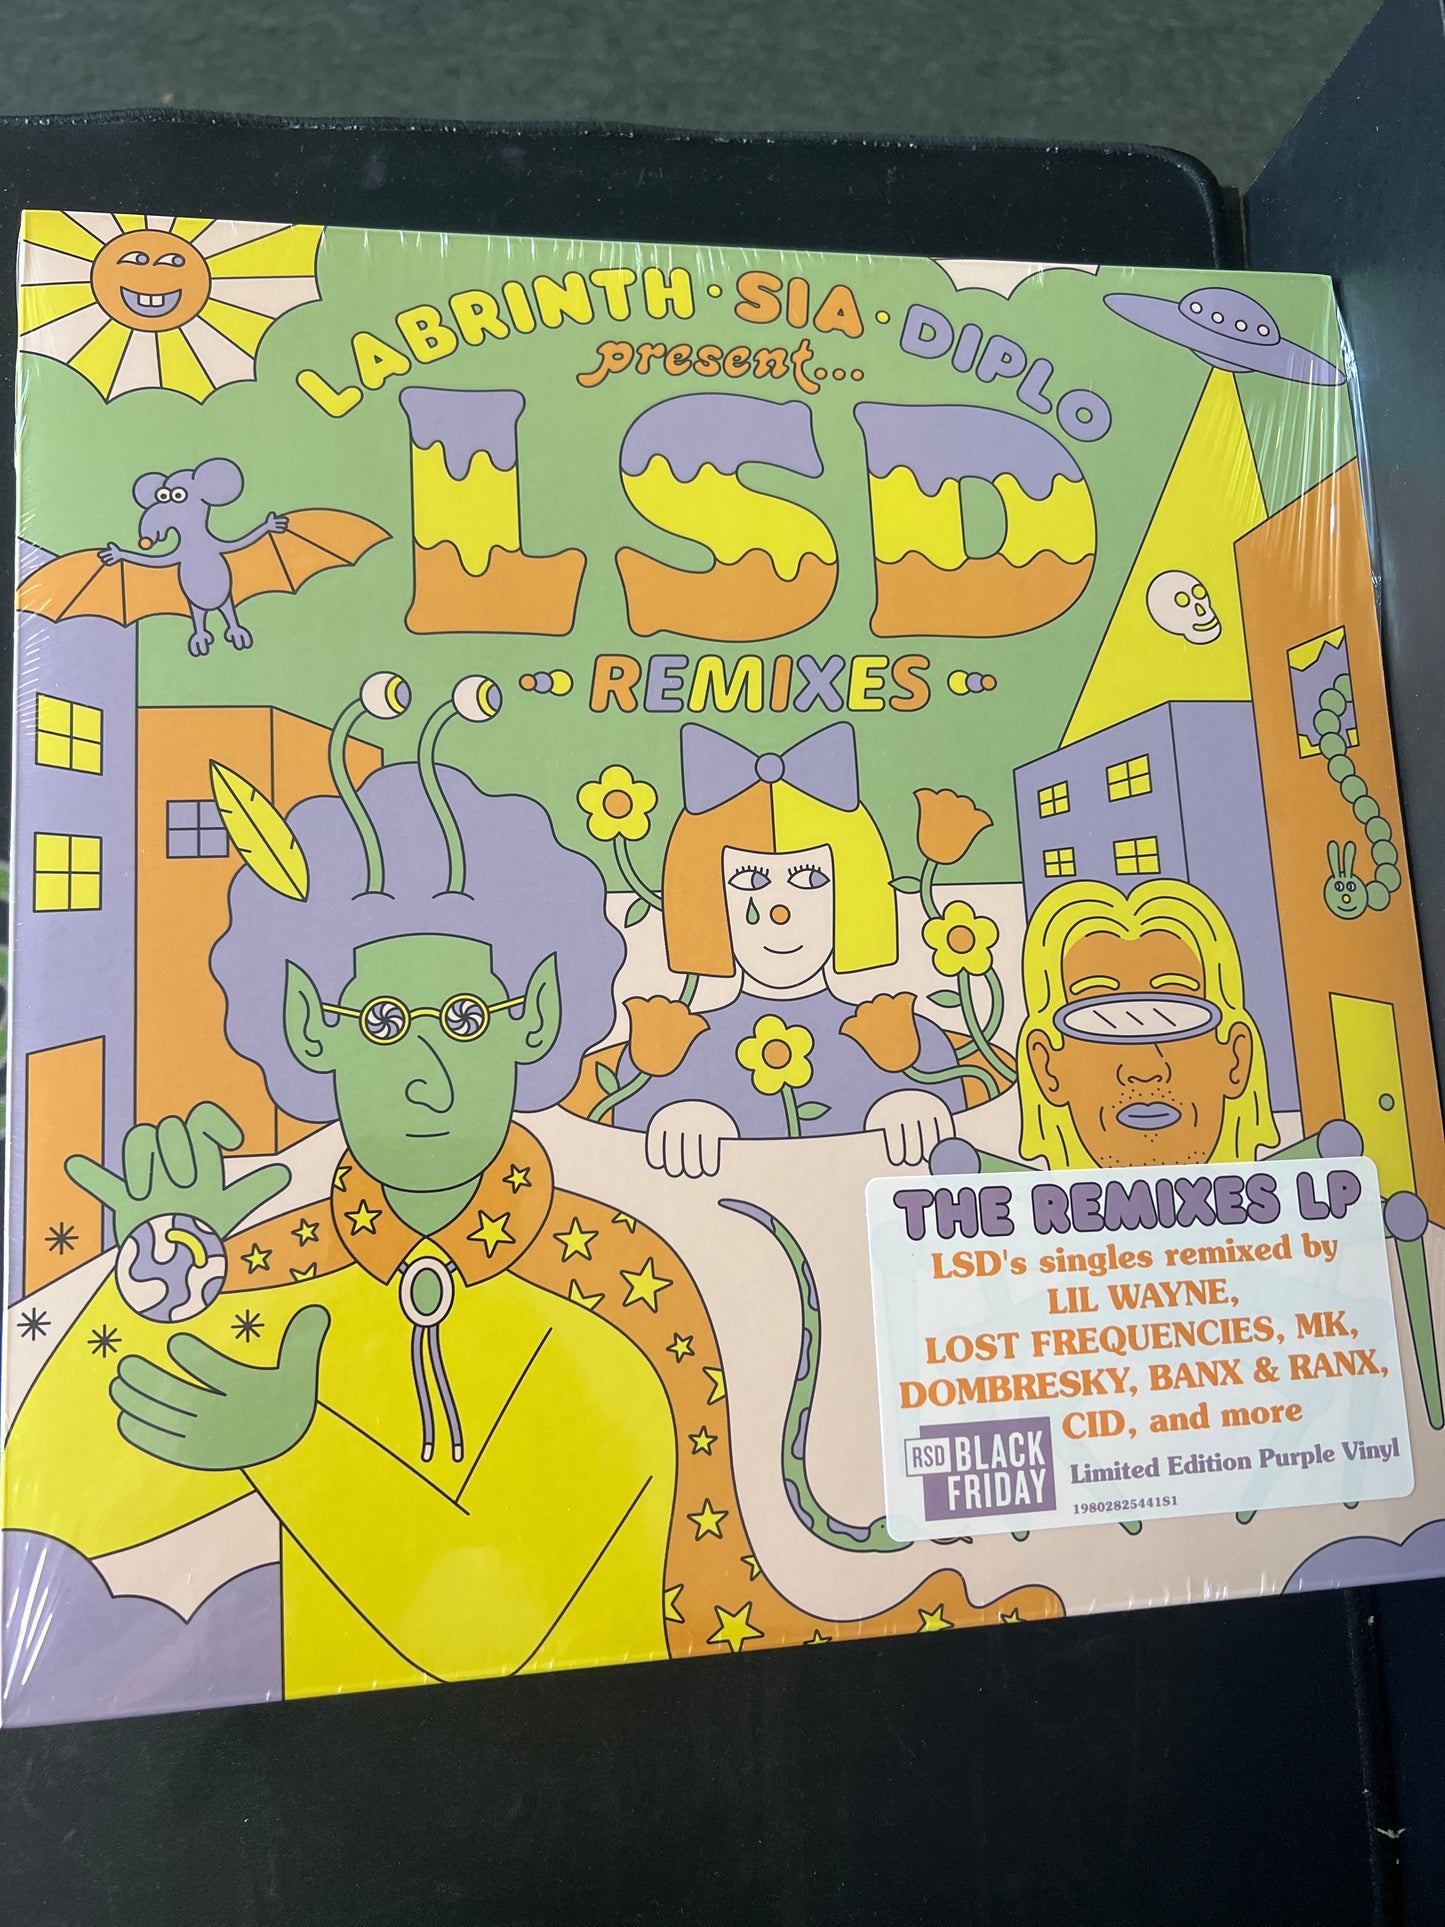 LABRINTH · SIA · DIPLO
present...
LSD
REMIXES
THE REMIXES LP
LSD's singles remixed by
LIL WAYNE,
LOST FREQUENCIES, MK,
DOMBRESKY, BANX & RANX,
CID, and more
RSD BLACK
FRIDAY
Limited Edition Purple Vinyl
19802825441S1